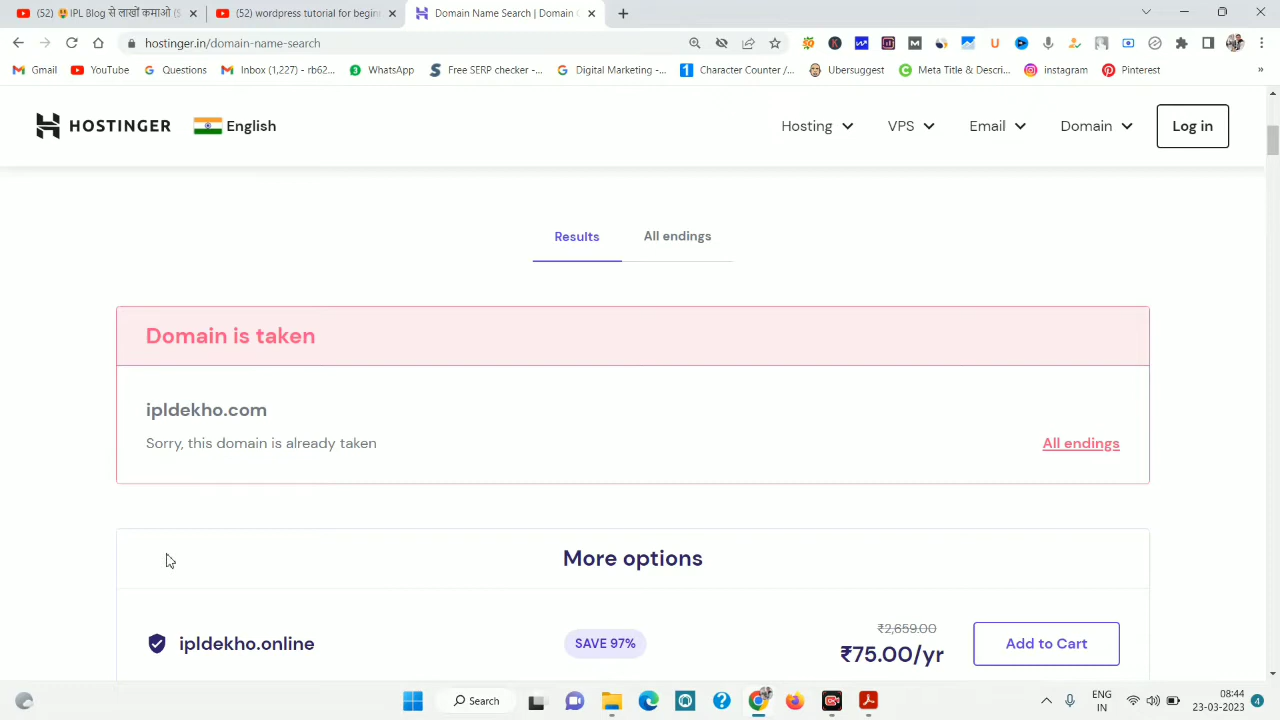 (52) 😃 IPL Blog से लाखों कमाओ (S
(52) wordpress tutorial for beginn
Domain Name Search | Domain C
hostinger.in/domain-name-search
Gmail
YouTube
Questions
Inbox (1,227) - rb62...
WhatsApp
Free SERP checker -...
Digital Marketing -...
Character Counter /...
Ubersuggest
Meta Title & Descri...
instagram
Pinterest
»
HOSTINGER
English
Hosting
VPS
Email
Domain
Log in
Results
All endings
Domain is taken
ipldekho.com
Sorry, this domain is already taken
All endings
More options
ipldekho.online
SAVE 97%
₹2,659.00
₹75.00/yr
Add to Cart
Search
ENG
IN
08:44
23-03-2023
4